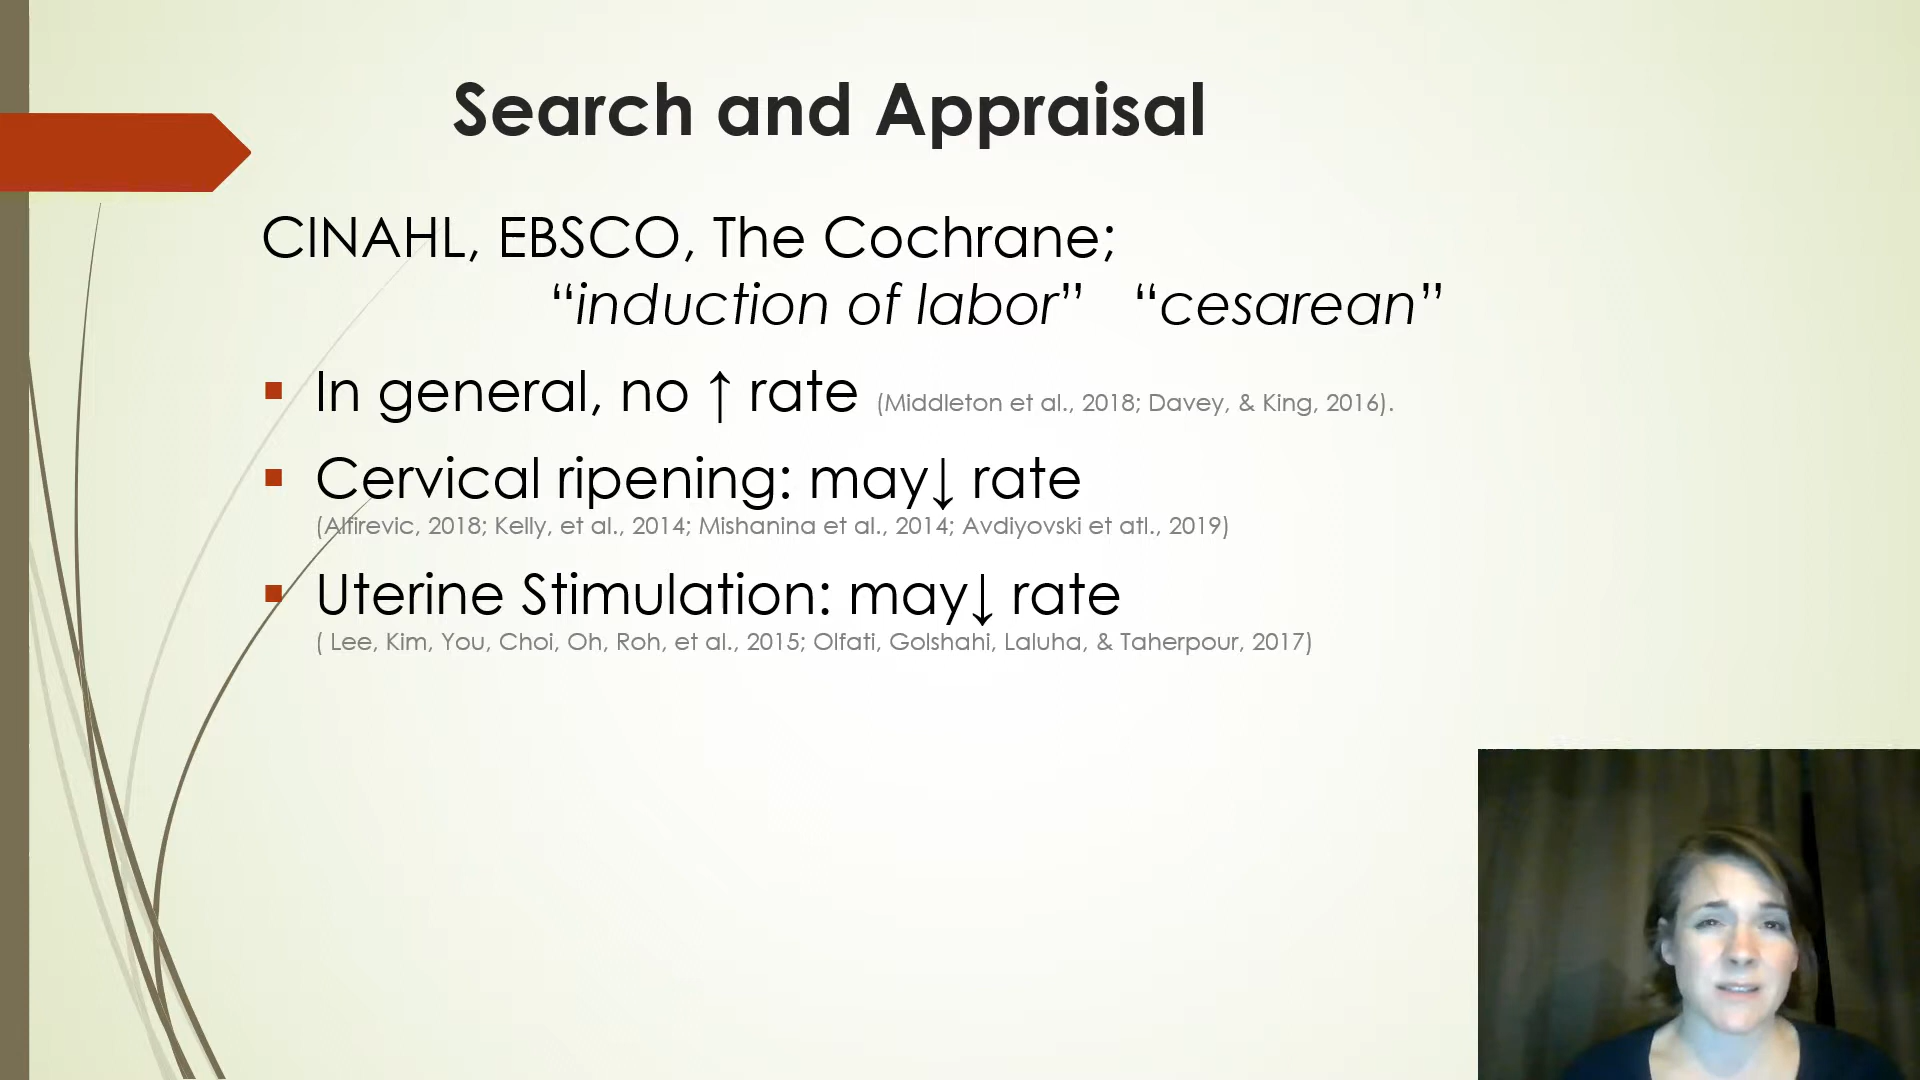 Search and Appraisal
CINAHL, EBSCO, The Cochrane;
“induction of labor” “cesarean”
In general, no ↑ rate (Middleton et al., 2018; Davey, & King, 2016).
Cervical ripening: may↓ rate
(Alfirevic, 2018; Kelly, et al., 2014; Mishanina et al., 2014; Avdiyovski et atl., 2019)
Uterine Stimulation: may↓ rate
( Lee, Kim, You, Choi, Oh, Roh, et al., 2015; Olfati, Golshahi, Laluha, & Taherpour, 2017)